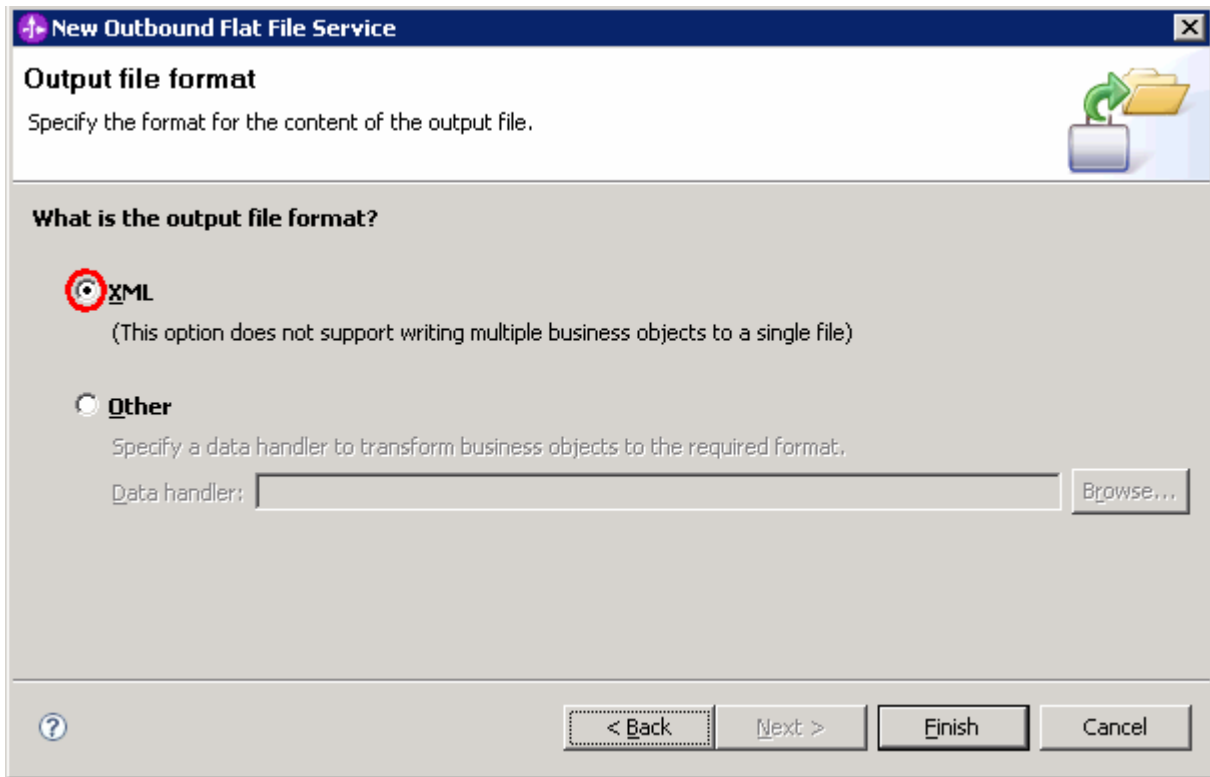 New Outbound Flat File Service
Output file format
Specify the format for the content of the output file.
What is the output file format?
XML
(This option does not support writing multiple business objects to a single file)
Other
Specify a data handler to transform business objects to the required format.
Data handler: Browse...
? < Back Next > Finish Cancel